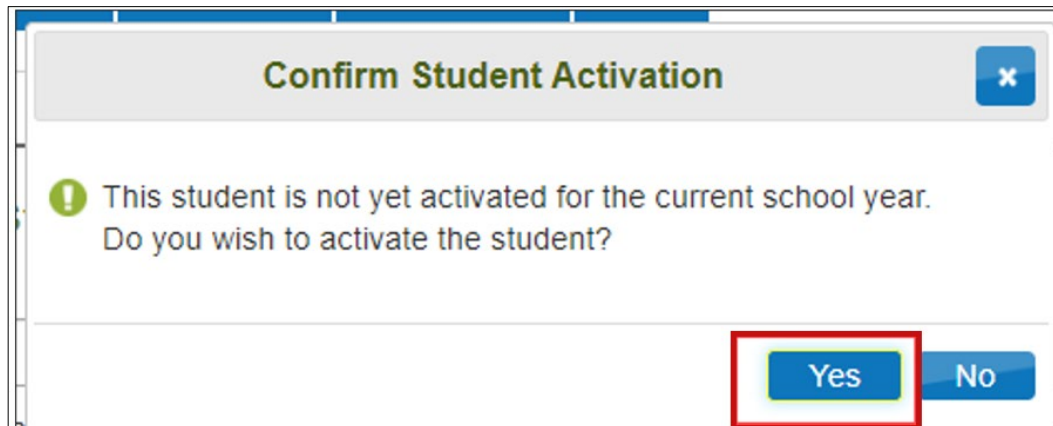 Confirm Student Activation
This student is not yet activated for the current school year.
Do you wish to activate the student?
Yes No